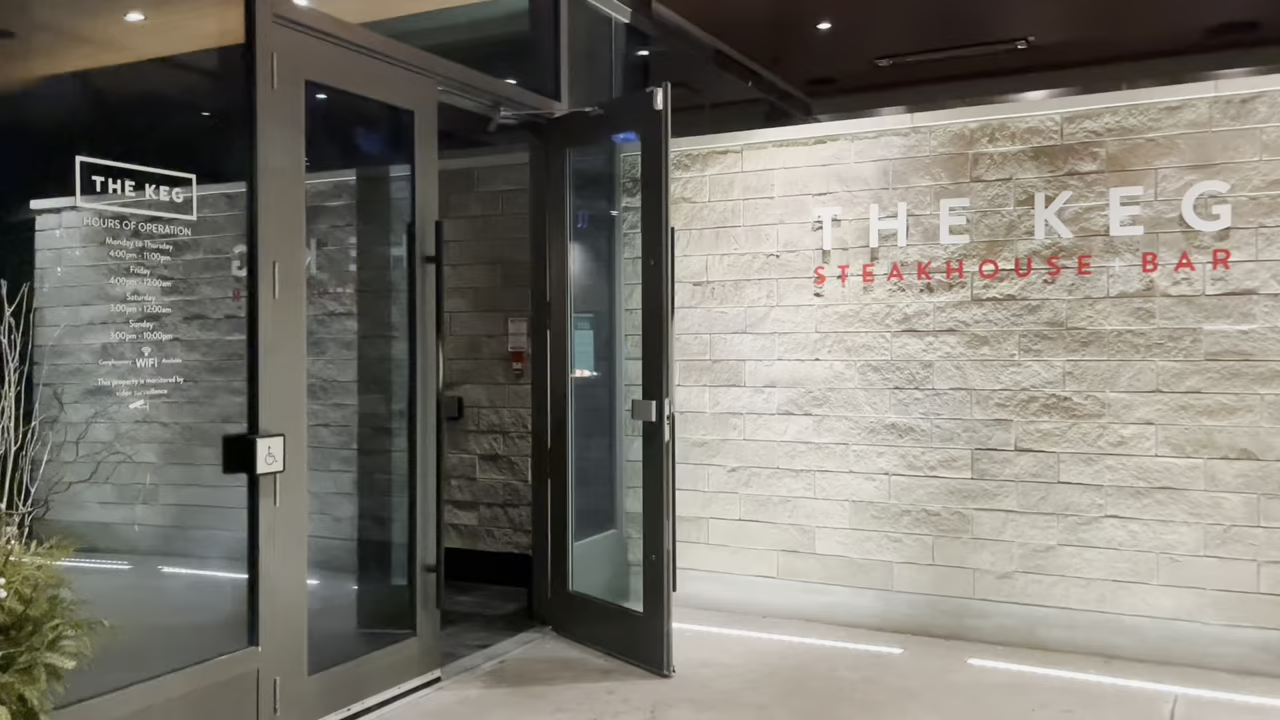 THE KEG
HOURS OF OPERATION
Monday to Thursday
4:00pm - 11:00pm
Friday
4:00pm - 12:00am
Saturday
3:00pm - 12:00am
Sunday
3:00pm - 10:00pm
Complimentary WiFi Available
This property is monitored by
video surveillance
THE KEG
STEAKHOUSE BAR